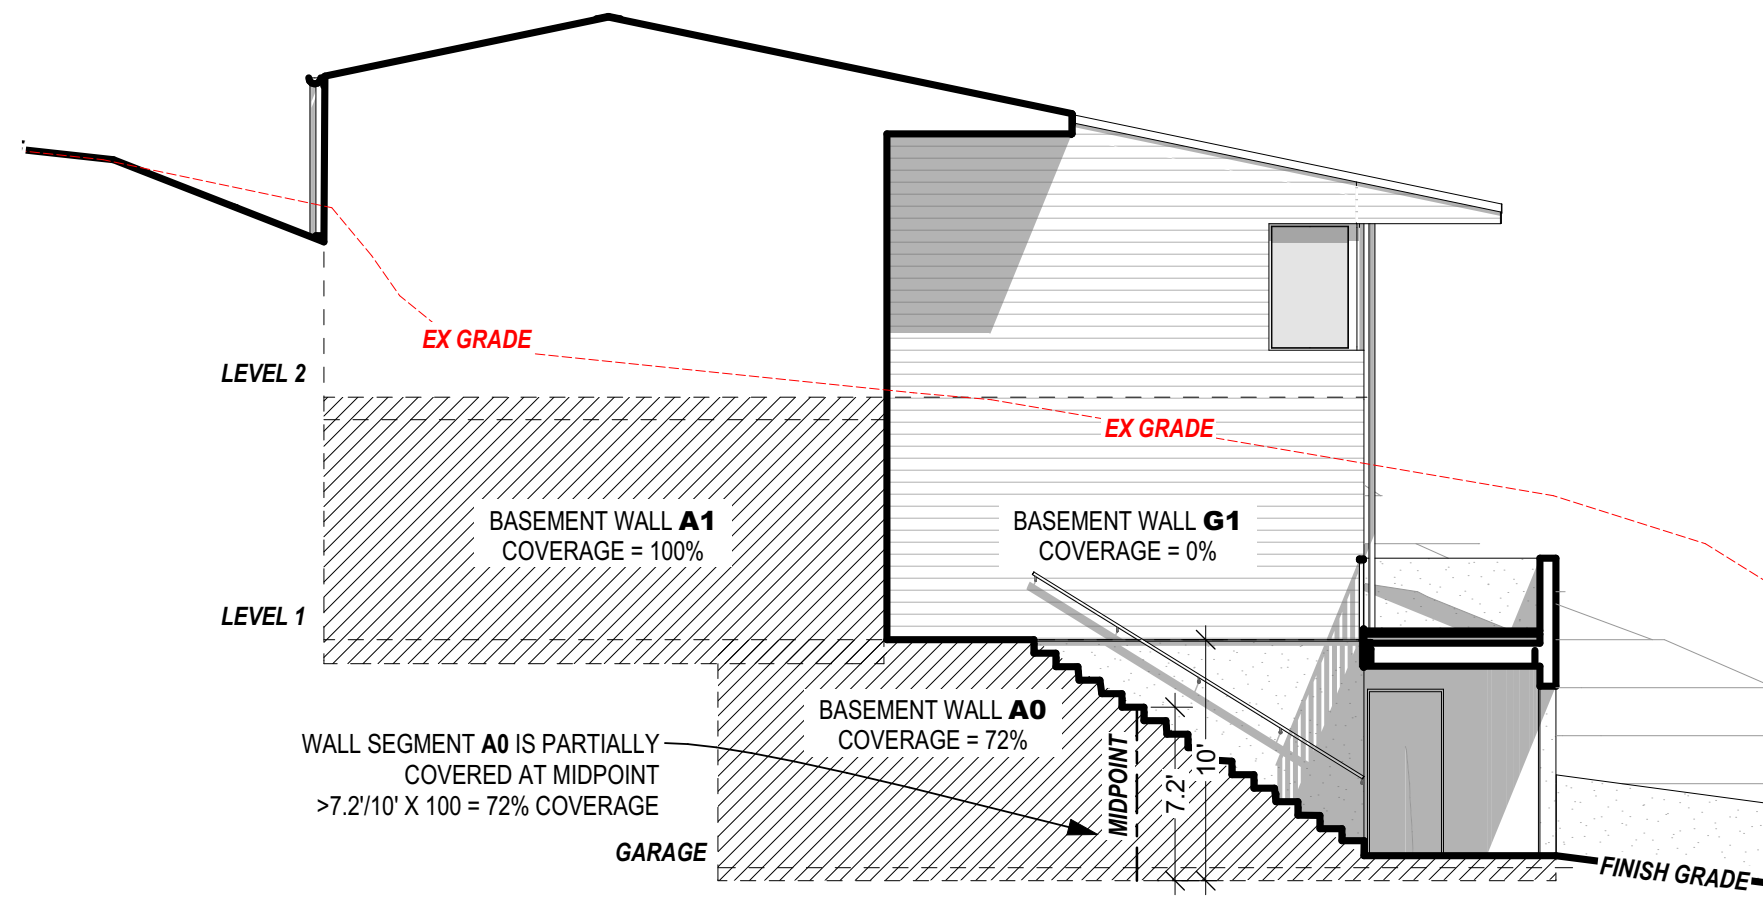 EX GRADE
LEVEL 2
EX GRADE
BASEMENT WALL A1
COVERAGE = 100%
BASEMENT WALL G1
COVERAGE = 0%
LEVEL 1
BASEMENT WALL A0
COVERAGE = 72%
WALL SEGMENT A0 IS PARTIALLY
COVERED AT MIDPOINT
>7.2'/10' X 100 = 72% COVERAGE
MIDPOINT
7.2'
10'
GARAGE
FINISH GRADE